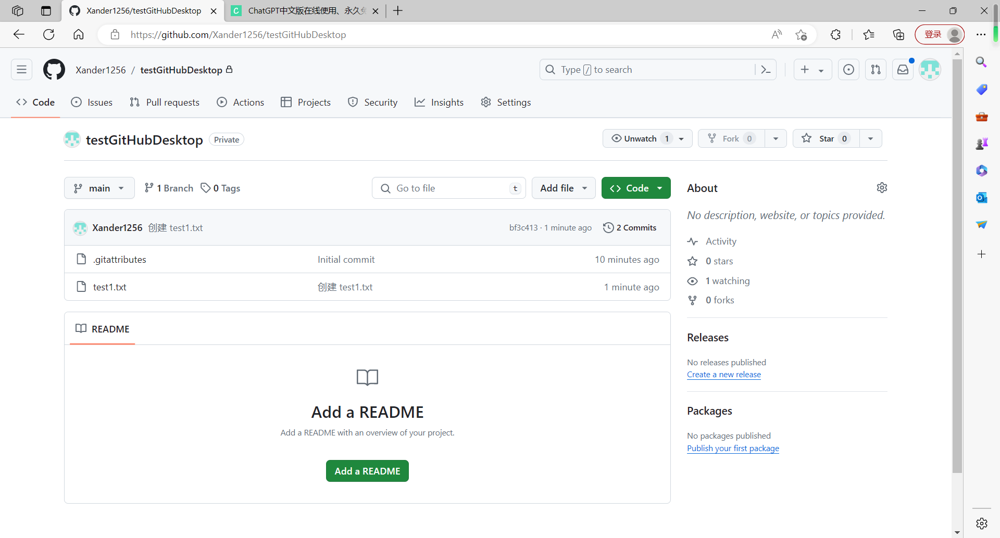 Xander1256/testGitHubDesktop
ChatGPT中文版在线使用、永久免
https://github.com/Xander1256/testGitHubDesktop
登录
Xander1256 / testGitHubDesktop
Type / to search
Code Issues Pull requests Actions Projects Security Insights Settings
testGitHubDesktop Private
Unwatch 1
Fork 0
Star 0
main
1 Branch
0 Tags
Go to file t
Add file
Code
Xander1256 创建 test1.txt bf3c413 · 1 minute ago 2 Commits
.gitattributes Initial commit 10 minutes ago
test1.txt 创建 test1.txt 1 minute ago
README
Add a README
Add a README with an overview of your project.
Add a README
About
No description, website, or topics provided.
Activity
0 stars
1 watching
0 forks
Releases
No releases published
Create a new release
Packages
No packages published
Publish your first package